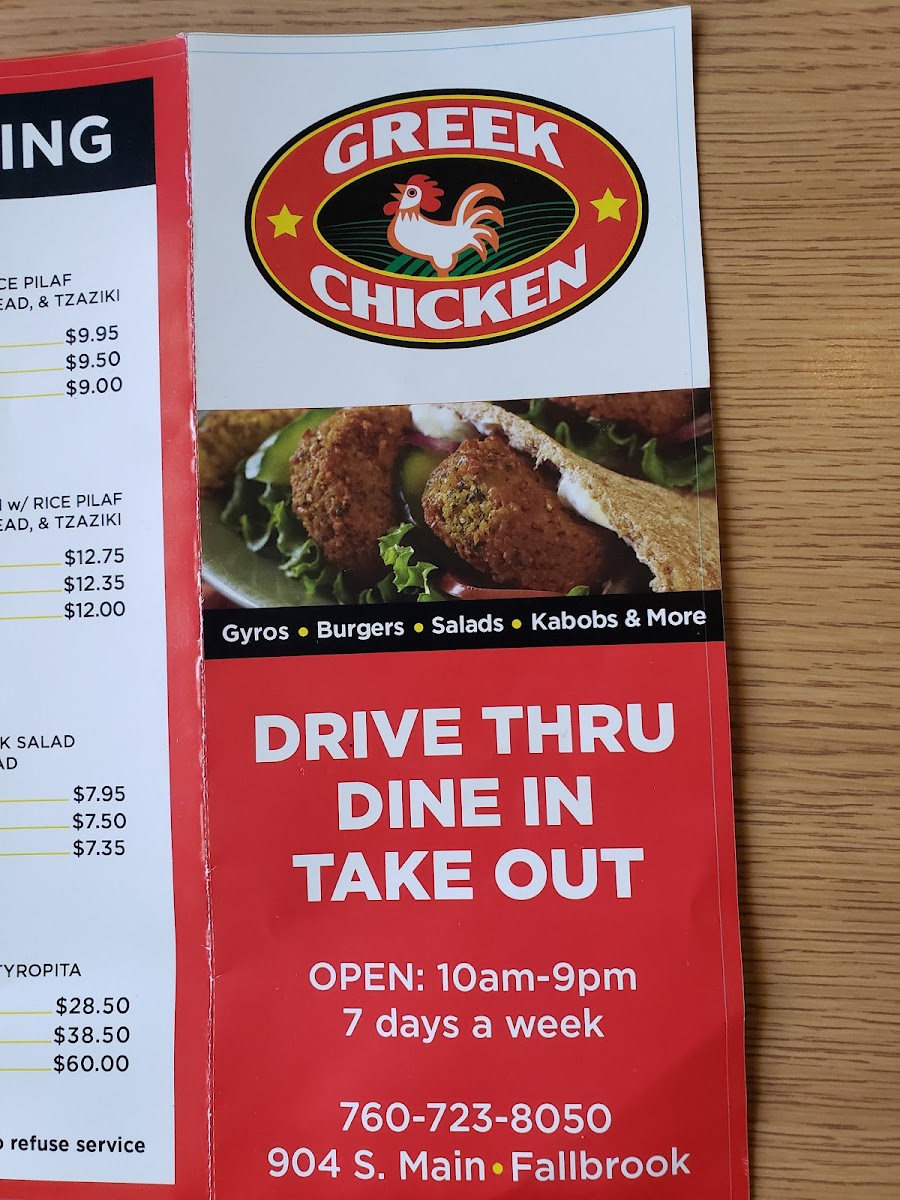 ING
RICE PILAF
EAD, & TZAZIKI
$9.95
$9.50
$9.00
w/ RICE PILAF
EAD, & TZAZIKI
$12.75
$12.35
$12.00
K SALAD
AD
$7.95
$7.50
$7.35
TYROPITA
$28.50
$38.50
$60.00
o refuse service
GREEK
CHICKEN
Gyros • Burgers • Salads • Kabobs & More
DRIVE THRU
DINE IN
TAKE OUT
OPEN: 10am-9pm
7 days a week
760-723-8050
904 S. Main • Fallbrook